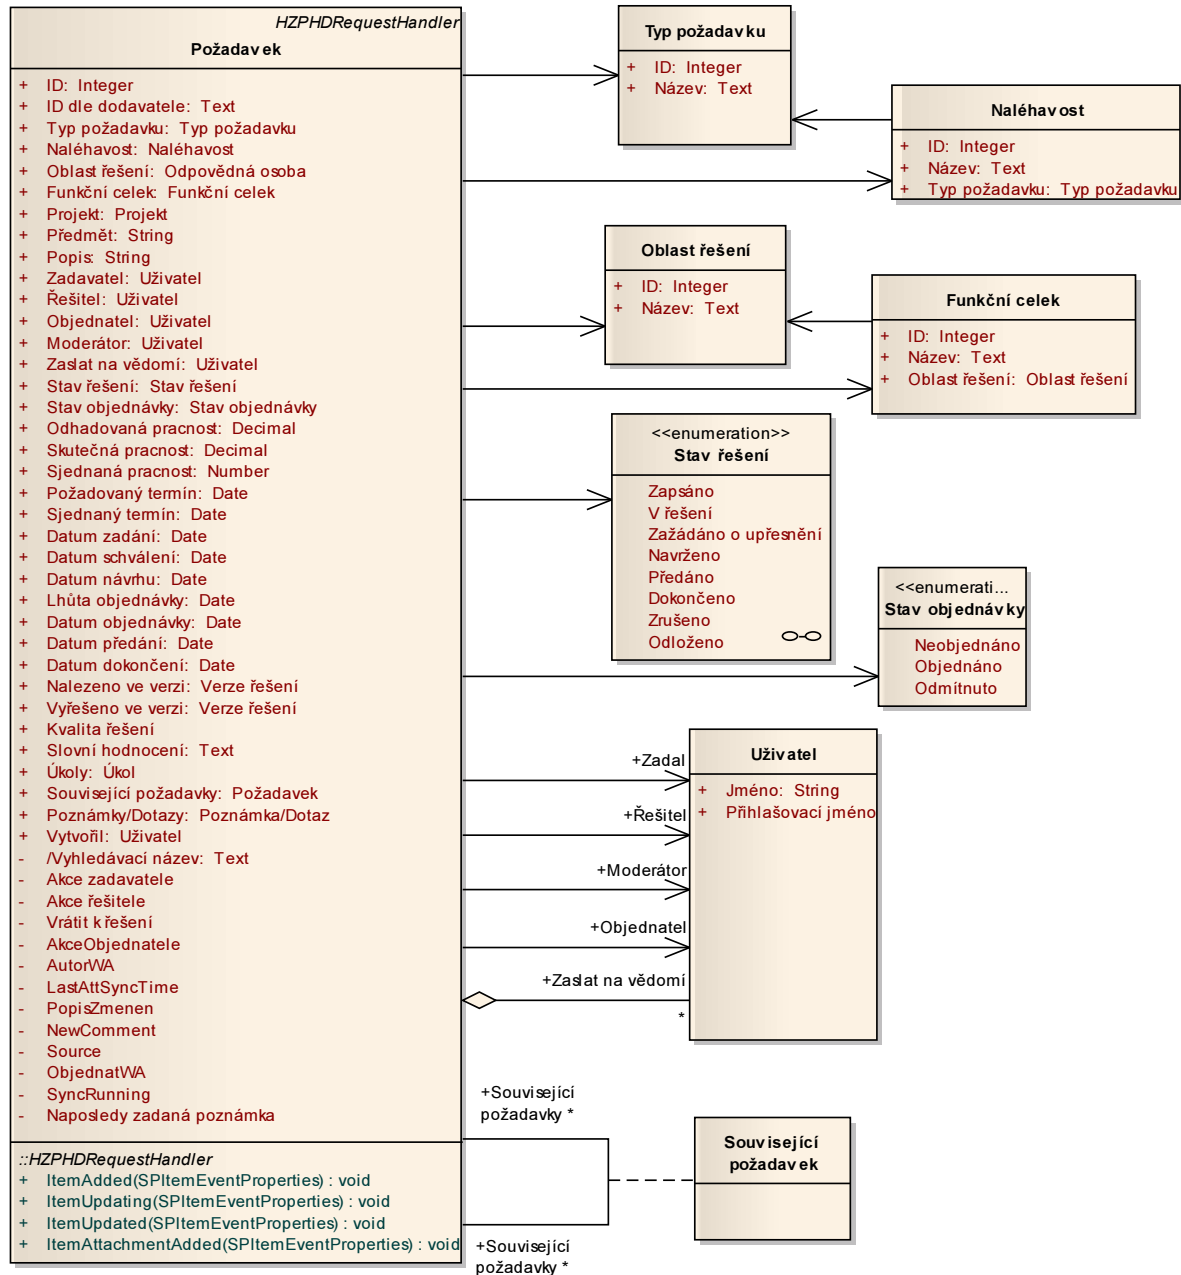 HZPHDRequestHandler
Požadavek
+ ID: Integer
+ ID dle dodavatele: Text
+ Typ požadavku: Typ požadavku
+ Naléhavost: Naléhavost
+ Oblast řešení: Odpovědná osoba
+ Funkční celek: Funkční celek
+ Projekt: Projekt
+ Předmět: String
+ Popis: String
+ Zadavatel: Uživatel
+ Řešitel: Uživatel
+ Objednatel: Uživatel
+ Moderátor: Uživatel
+ Zaslat na vědomí: Uživatel
+ Stav řešení: Stav řešení
+ Stav objednávky: Stav objednávky
+ Odhadovaná pracnost: Decimal
+ Skutečná pracnost: Decimal
+ Sjednaná pracnost: Number
+ Požadovaný termín: Date
+ Sjednaný termín: Date
+ Datum zadání: Date
+ Datum schválení: Date
+ Datum návrhu: Date
+ Lhůta objednávky: Date
+ Datum objednávky: Date
+ Datum předání: Date
+ Datum dokončení: Date
+ Nalezeno ve verzi: Verze řešení
+ Vyřešeno ve verzi: Verze řešení
+ Kvalita řešení
+ Slovní hodnocení: Text
+ Úkoly: Úkol
+ Související požadavky: Požadavek
+ Poznámky/Dotazy: Poznámka/Dotaz
+ Vytvořil: Uživatel
- /Vyhledávací název: Text
- Akce zadavatele
- Akce řešitele
- Vrátit k řešení
- AkceObjednatele
- AutorWA
- LastAttSyncTime
- PopisZmenen
- NewComment
- Source
- ObjednatWA
- SyncRunning
- Naposledy zadaná poznámka
::HZPHDRequestHandler
+ ItemAdded(SPItemEventProperties) : void
+ ItemUpdating(SPItemEventProperties) : void
+ ItemUpdated(SPItemEventProperties) : void
+ ItemAttachmentAdded(SPItemEventProperties) : void
Typ požadavku
+ ID: Integer
+ Název: Text
Naléhavost
+ ID: Integer
+ Název: Text
+ Typ požadavku: Typ požadavku
Oblast řešení
+ ID: Integer
+ Název: Text
Funkční celek
+ ID: Integer
+ Název: Text
+ Oblast řešení: Oblast řešení
<<enumeration>>
Stav řešení
Zapsáno
V řešení
Zažádáno o upřesnění
Navrženo
Předáno
Dokončeno
Zrušeno
Odloženo
<<enumerati...
Stav objednávky
Neobjednáno
Objednáno
Odmítnuto
Uživatel
+ Jméno: String
+ Přihlašovací jméno
+Zadal
+Řešitel
+Moderátor
+Objednatel
+Zaslat na vědomí
*
+Související
požadavky *
Související
požadavek
+Související
požadavky *